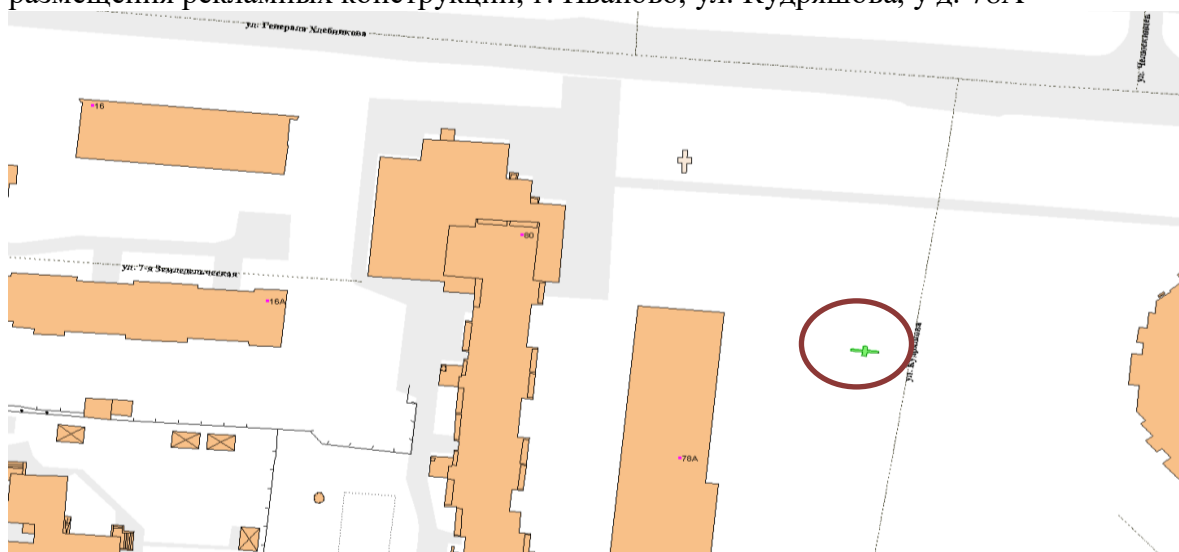 размещения рекламных конструкций, г. Иваново, ул. Кудряшова, у д. 78А
ул. Генерала Хлебникова
ул. Челюскинцев
16
80
ул. 7-я Земледельческая
16А
ул. Кудряшова
78А